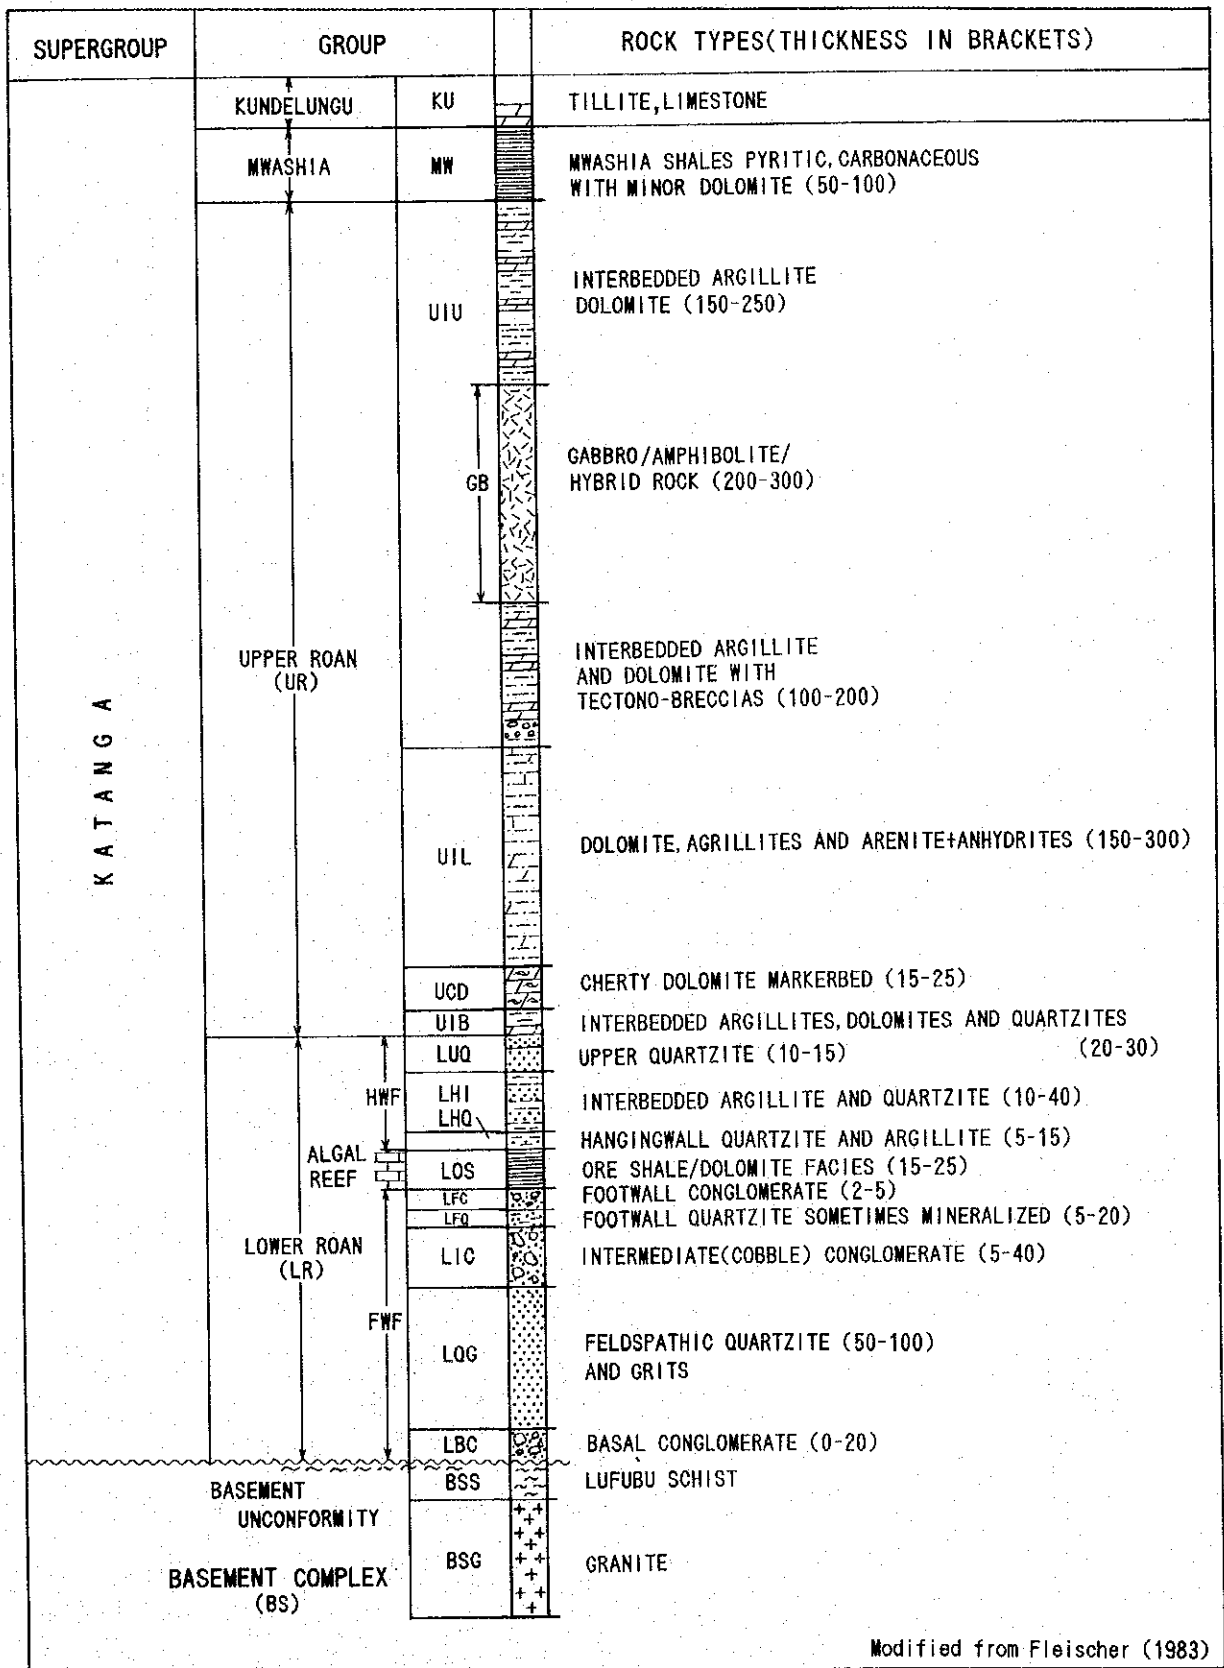 SUPERGROUP GROUP ROCK TYPES(THICKNESS IN BRACKETS)
KUNDELUNGU KU TILLITE,LIMESTONE
MWASHIA MW MWASHIA SHALES PYRITIC,CARBONACEOUS
WITH MINOR DOLOMITE (50-100)
UIU INTERBEDDED ARGILLITE
DOLOMITE (150-250)
GB GABBRO/AMPHIBOLITE/
HYBRID ROCK (200-300)
UPPER ROAN
(UR)
INTERBEDDED ARGILLITE
AND DOLOMITE WITH
TECTONO-BRECCIAS (100-200)
KATANGA
UIL DOLOMITE,AGRILLITES AND ARENITE+ANHYDRITES (150-300)
UCD CHERTY DOLOMITE MARKERBED (15-25)
UIB INTERBEDDED ARGILLITES,DOLOMITES AND QUARTZITES
(20-30)
LUQ UPPER QUARTZITE (10-15)
HWF LHI INTERBEDDED ARGILLITE AND QUARTZITE (10-40)
LHQ HANGINGWALL QUARTZITE AND ARGILLITE (5-15)
ALGAL
REEF
LOS ORE SHALE/DOLOMITE FACIES (15-25)
LFC FOOTWALL CONGLOMERATE (2-5)
LFQ FOOTWALL QUARTZITE SOMETIMES MINERALIZED (5-20)
LOWER ROAN
(LR)
LIC INTERMEDIATE(COBBLE) CONGLOMERATE (5-40)
FWF
LQG FELDSPATHIC QUARTZITE (50-100)
AND GRITS
LBC BASAL CONGLOMERATE (0-20)
BASEMENT
UNCONFORMITY
BSS LUFUBU SCHIST
BASEMENT COMPLEX
(BS)
BSG GRANITE
Modified from Fleischer (1983)